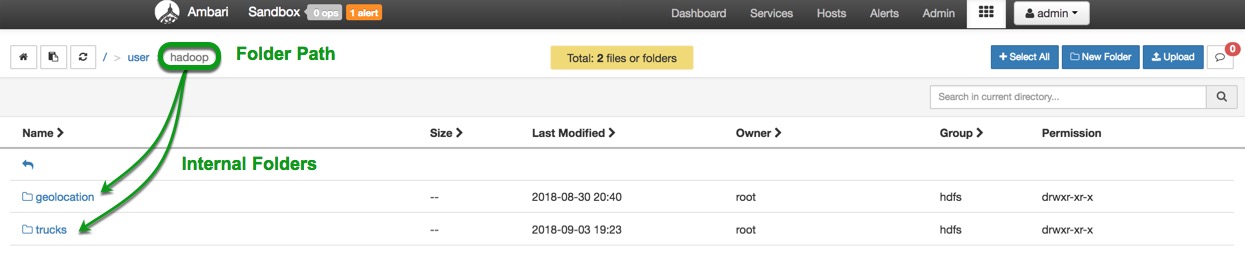 Ambari Sandbox 0 ops 1 alert Dashboard Services Hosts Alerts Admin admin
/ > user hadoop Folder Path Total: 2 files or folders Select All New Folder Upload 0
Search in current directory...
Name Size Last Modified Owner Group Permission
Internal Folders
geolocation -- 2018-08-30 20:40 root hdfs drwxr-xr-x
trucks -- 2018-09-03 19:23 root hdfs drwxr-xr-x